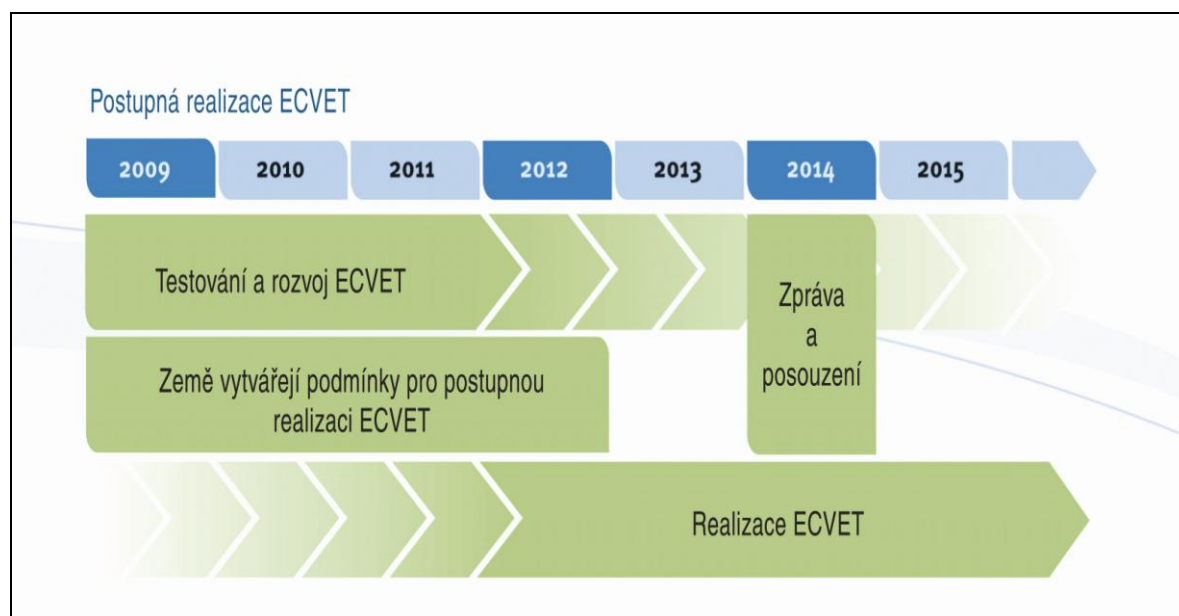 Postupná realizace ECVET
2009 2010 2011 2012 2013 2014 2015
Testování a rozvoj ECVET
Zpráva
a
posouzení
Země vytvářejí podmínky pro postupnou
realizaci ECVET
Realizace ECVET